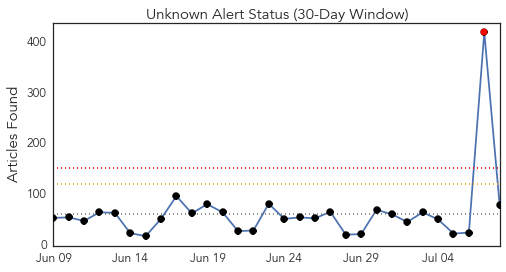 Unknown Alert Status (30-Day Window)
Articles Found
400
300
200
100
0
Jun 09 Jun 14 Jun 19 Jun 24 Jun 29 Jul 04